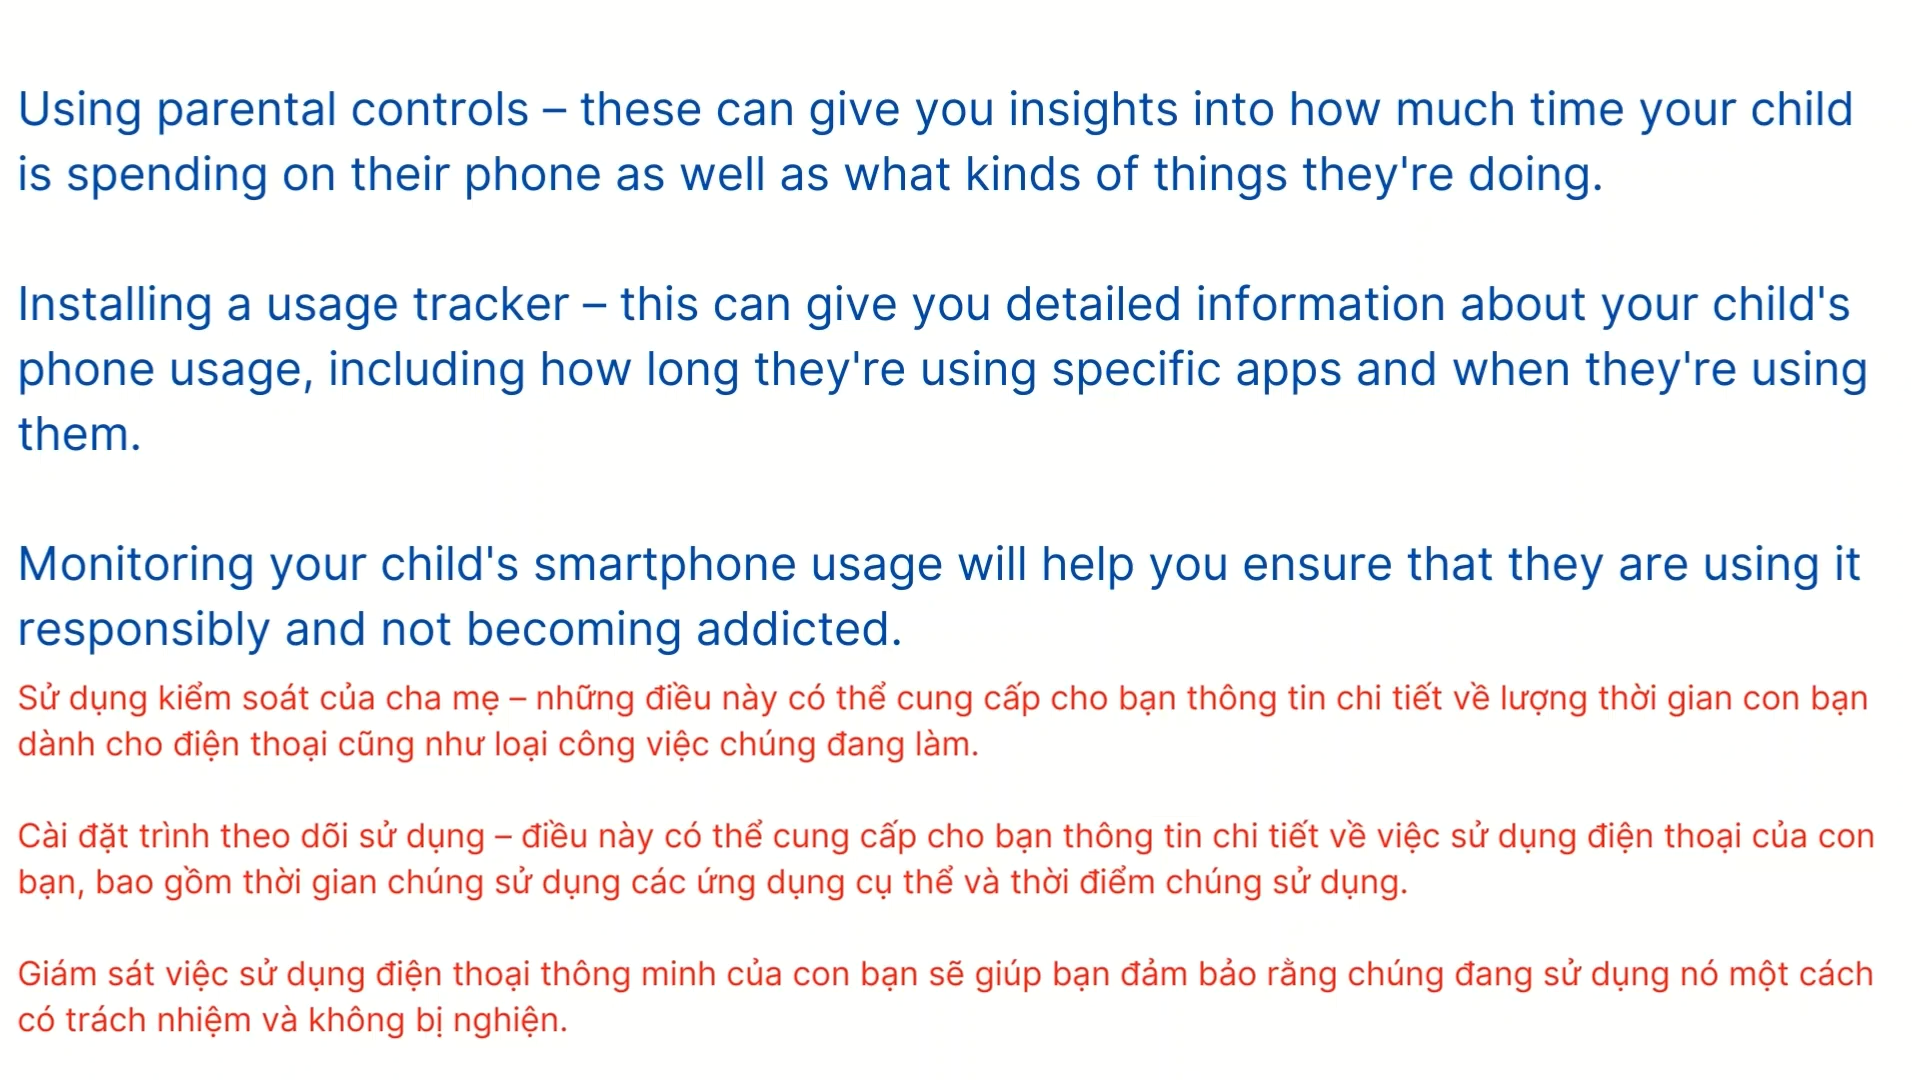 Using parental controls – these can give you insights into how much time your child
is spending on their phone as well as what kinds of things they're doing.
Installing a usage tracker – this can give you detailed information about your child's
phone usage, including how long they're using specific apps and when they're using
them.
Monitoring your child's smartphone usage will help you ensure that they are using it
responsibly and not becoming addicted.
Sử dụng kiểm soát của cha mẹ – những điều này có thể cung cấp cho bạn thông tin chi tiết về lượng thời gian con bạn
dành cho điện thoại cũng như loại công việc chúng đang làm.
Cài đặt trình theo dõi sử dụng – điều này có thể cung cấp cho bạn thông tin chi tiết về việc sử dụng điện thoại của con
bạn, bao gồm thời gian chúng sử dụng các ứng dụng cụ thể và thời điểm chúng sử dụng.
Giám sát việc sử dụng điện thoại thông minh của con bạn sẽ giúp bạn đảm bảo rằng chúng đang sử dụng nó một cách
có trách nhiệm và không bị nghiện.